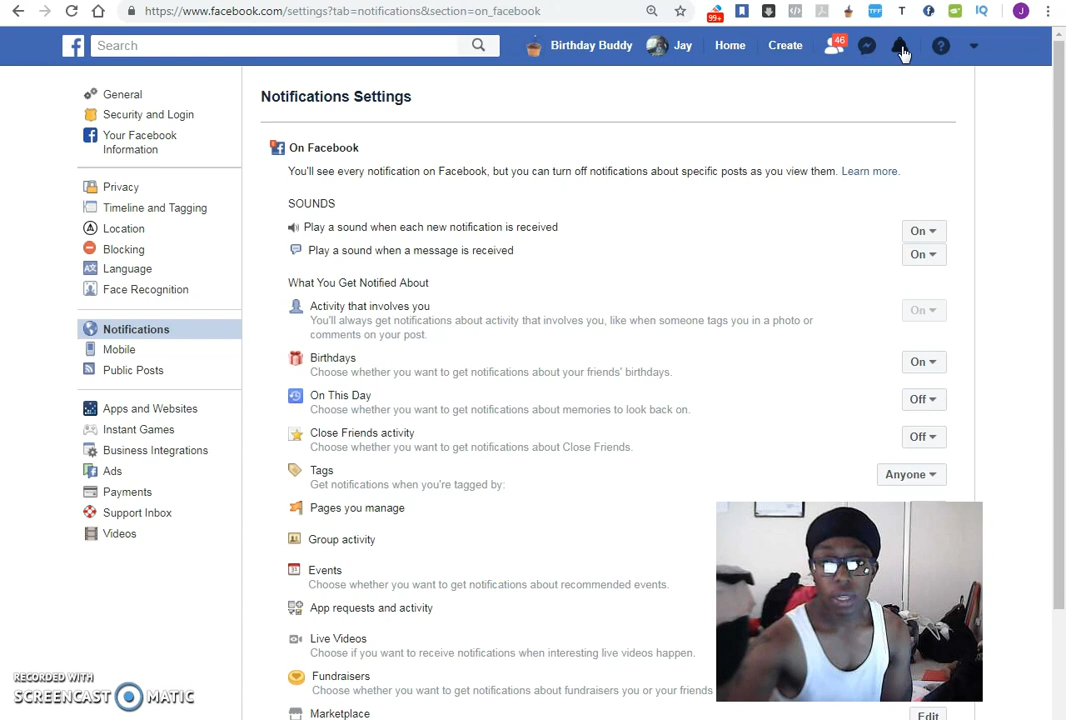 https://www.facebook.com/settings?tab=notifications&section=on_facebook
99+
TFF
T
IQ
J
Search
Birthday Buddy
Jay
Home
Create
46
General
Security and Login
Your Facebook
Information
Privacy
Timeline and Tagging
Location
Blocking
Language
Face Recognition
Notifications
Mobile
Public Posts
Apps and Websites
Instant Games
Business Integrations
Ads
Payments
Support Inbox
Videos
Notifications Settings
On Facebook
You'll see every notification on Facebook, but you can turn off notifications about specific posts as you view them. Learn more.
SOUNDS
Play a sound when each new notification is received
On
Play a sound when a message is received
On
What You Get Notified About
Activity that involves you
On
You'll always get notifications about activity that involves you, like when someone tags you in a photo or
comments on your post.
Birthdays
On
Choose whether you want to get notifications about your friends' birthdays.
On This Day
Off
Choose whether you want to get notifications about memories to look back on.
Close Friends activity
Off
Choose whether you want to get notifications about Close Friends.
Tags
Anyone
Get notifications when you're tagged by:
Pages you manage
Group activity
Events
Choose whether you want to get notifications about recommended events.
App requests and activity
Live Videos
Choose if you want to receive notifications when interesting live videos happen.
Fundraisers
Choose whether you want to get notifications about fundraisers you or your friends
Marketplace
Edit
RECORDED WITH
SCREENCAST MATIC